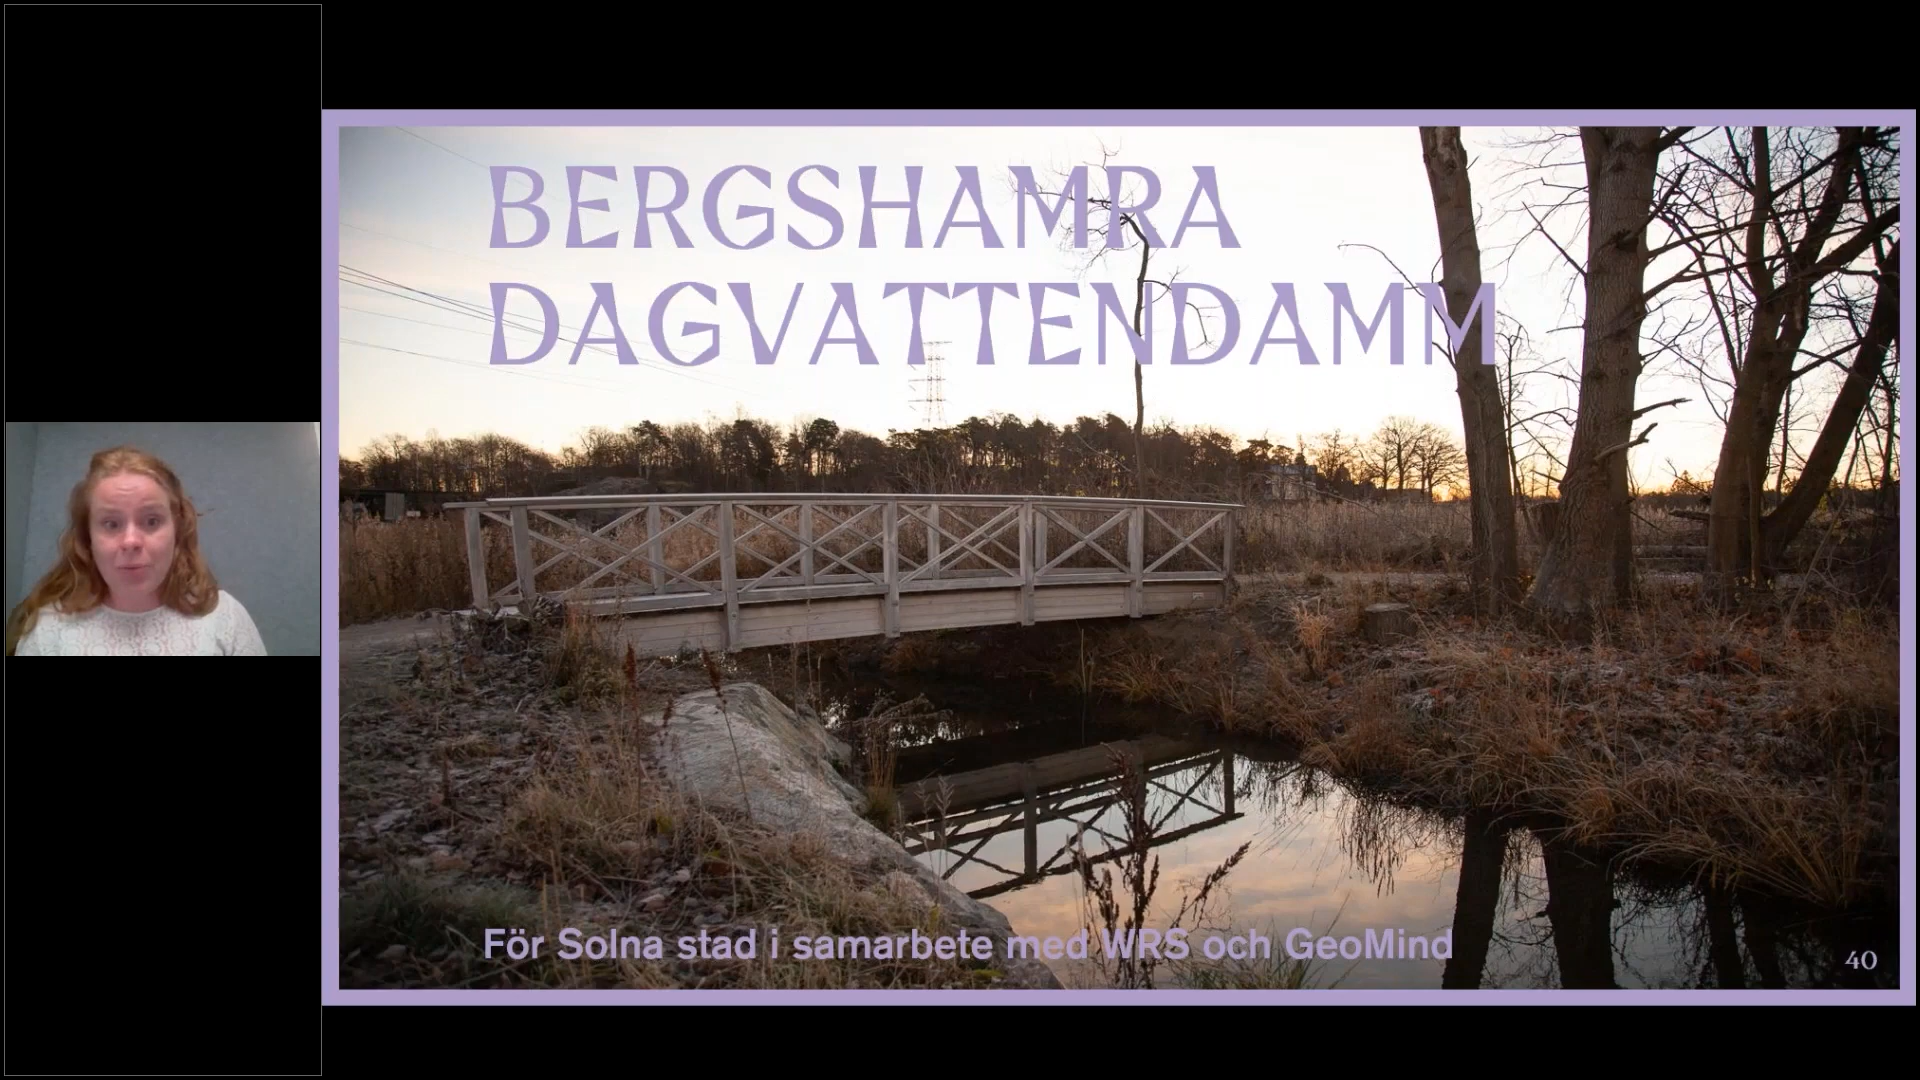 BERGSHAMRA
DAGVATTENDAMM
För Solna stad i samarbete med WRS och GeoMind
40